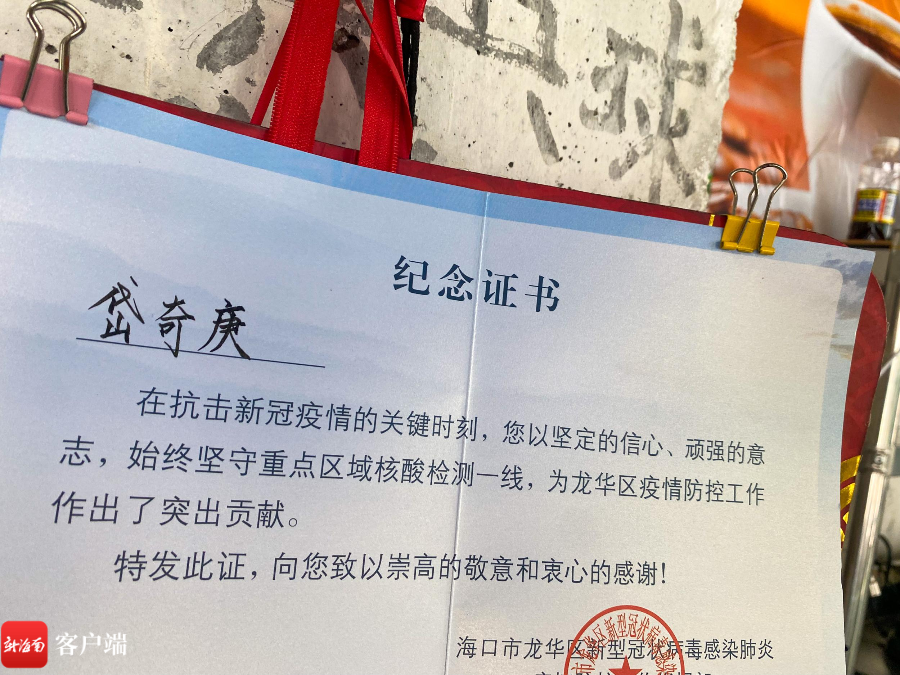 纪念证书
岱奇庚
在抗击新冠疫情的关键时刻，您以坚定的信心、顽强的意
志，始终坚守重点区域核酸检测一线，为龙华区疫情防控工作
作出了突出贡献。
特发此证，向您致以崇高的敬意和衷心的感谢！
海口市龙华区新型冠状病毒感染肺炎
新海南 客户端